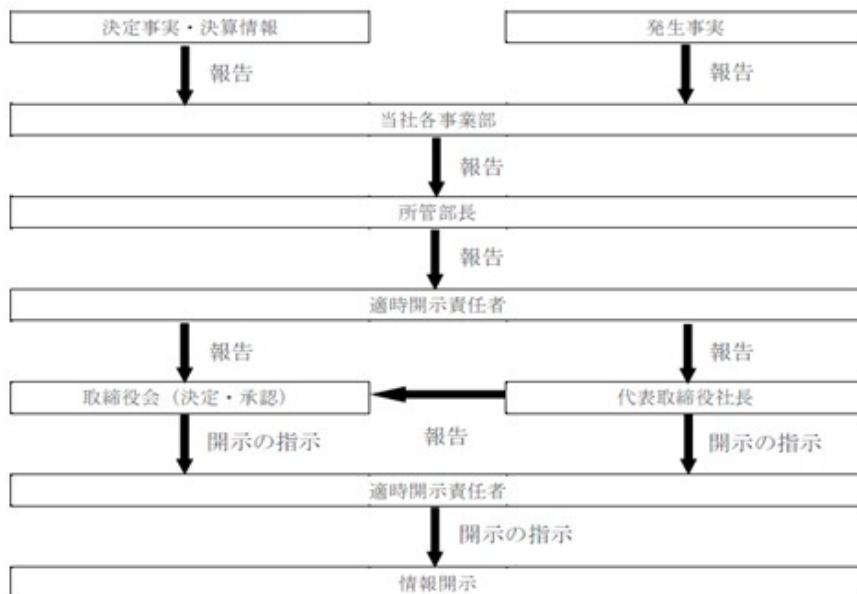 決定事実・決算情報
発生事実
報告
報告
当社各事業部
報告
所管部長
報告
適時開示責任者
報告
報告
取締役会(決定・承認)
代表取締役社長
報告
開示の指示
開示の指示
適時開示責任者
開示の指示
情報開示